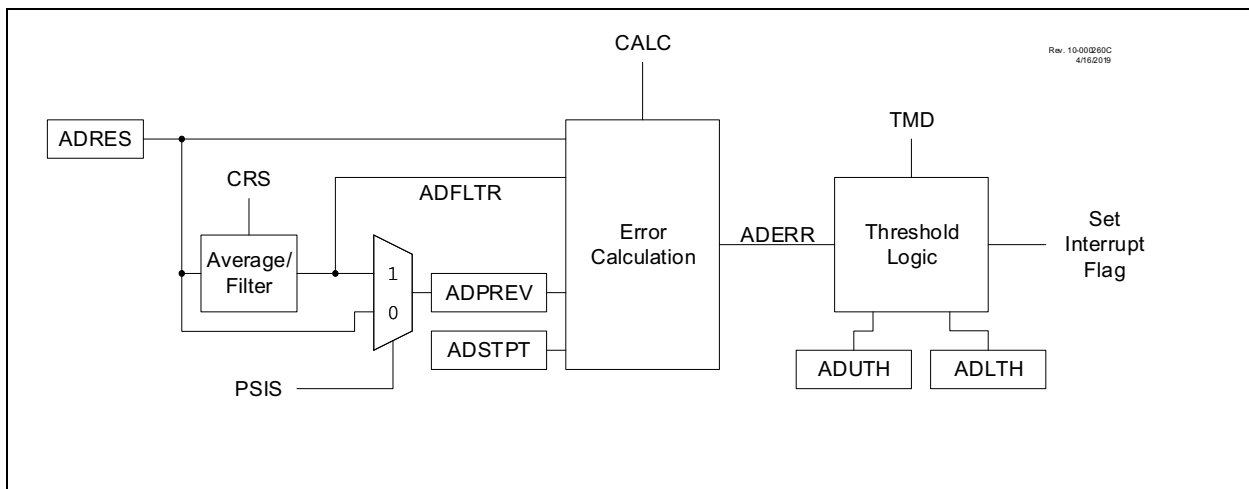 CALC
Rev. 10-000260C
4/16/2019
ADRES
TMD
CRS
ADFLTR
Average/
Filter
1
0
ADPREV
ADSTPT
PSIS
Error
Calculation
ADERR
Threshold
Logic
Set
Interrupt
Flag
ADUTH
ADLTH